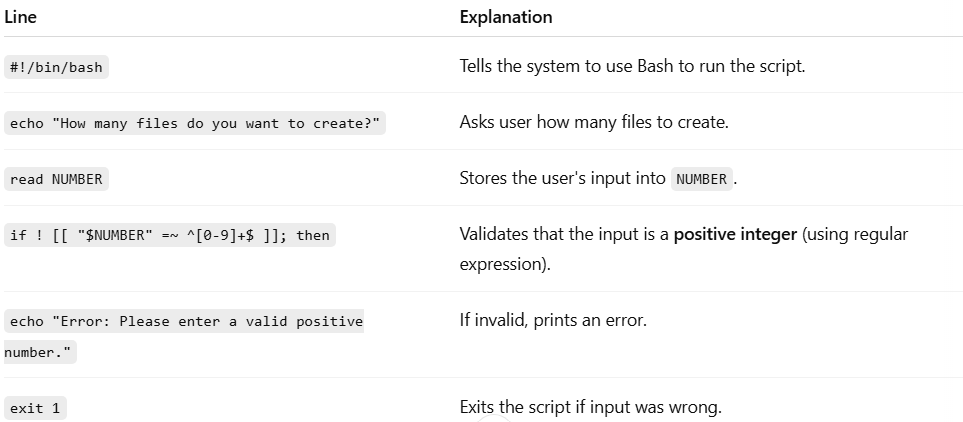 Line Explanation
#!/bin/bash Tells the system to use Bash to run the script.
echo "How many files do you want to create?" Asks user how many files to create.
read NUMBER Stores the user's input into NUMBER.
if ! [[ "$NUMBER" =~ ^[0-9]+$ ]]; then Validates that the input is a positive integer (using regular
expression).
echo "Error: Please enter a valid positive If invalid, prints an error.
number."
exit 1 Exits the script if input was wrong.